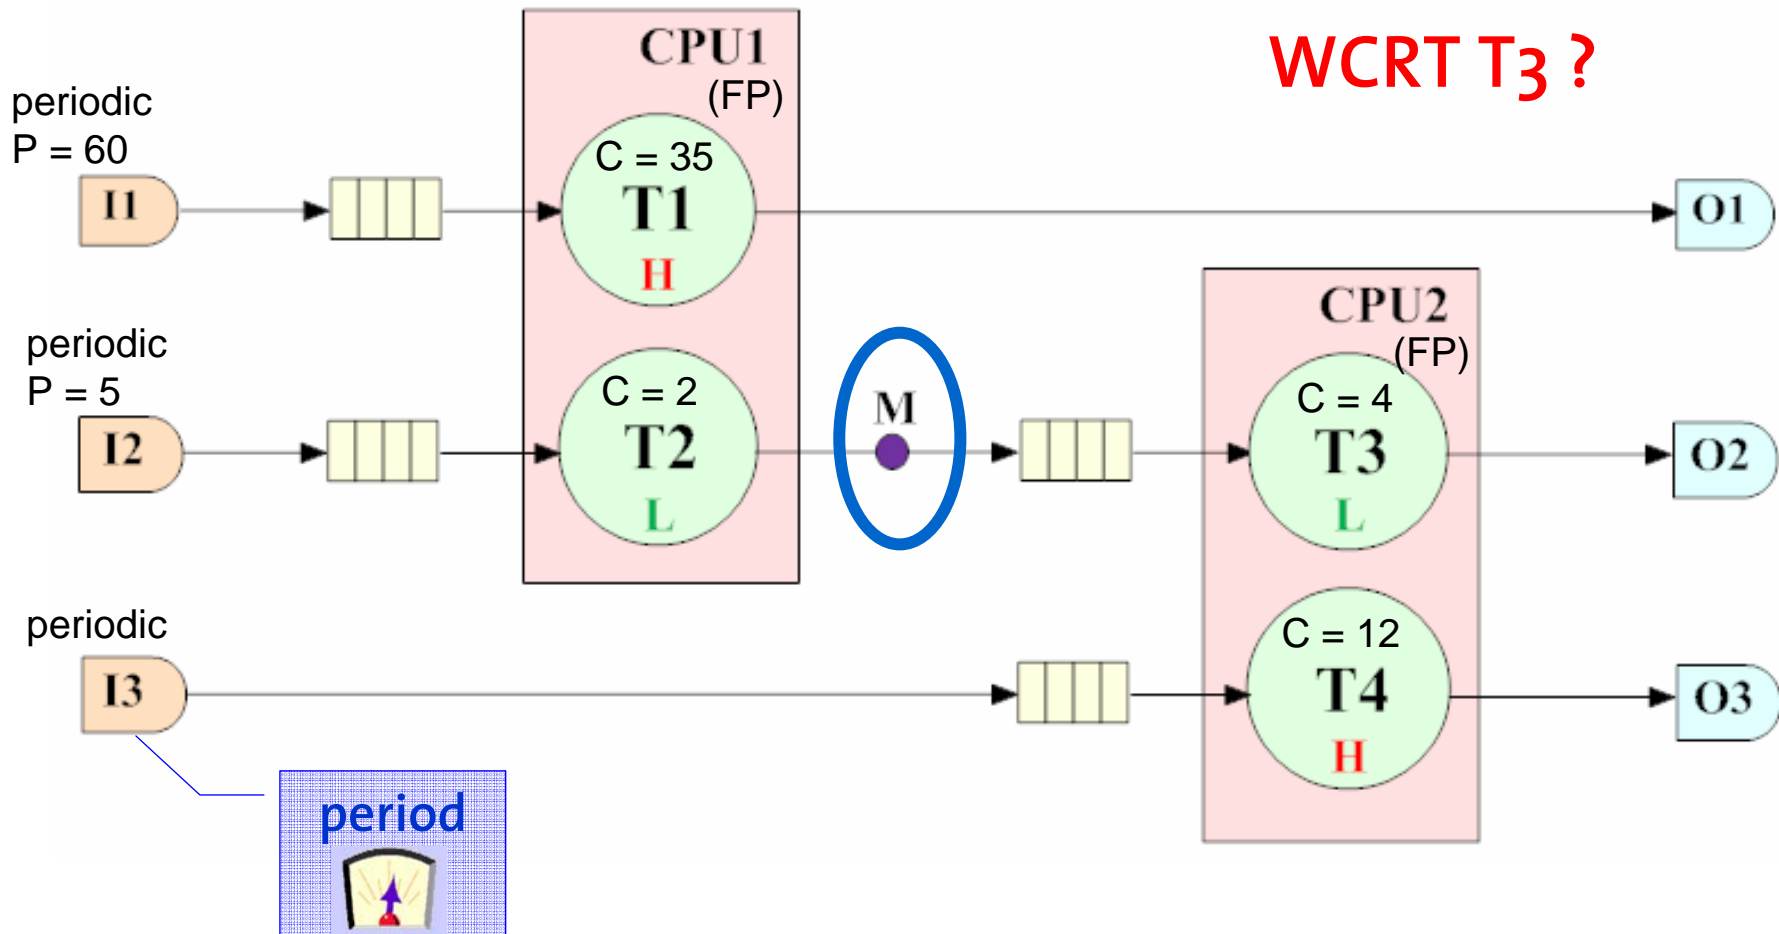 CPU1
(FP)
WCRT T3 ?
periodic
P = 60
I1
C = 35
T1
H
O1
periodic
P = 5
I2
C = 2
T2
L
M
CPU2
(FP)
C = 4
T3
L
O2
periodic
I3
C = 12
T4
H
O3
period